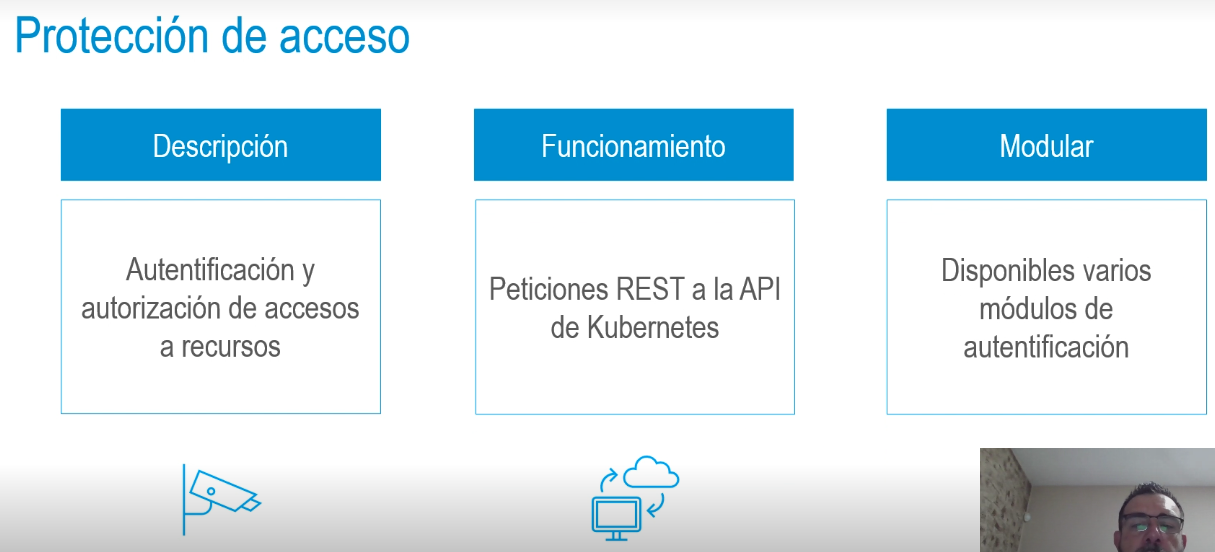 Protección de acceso
Descripción
Autentificación y
autorización de accesos
a recursos
Funcionamiento
Peticiones REST a la API
de Kubernetes
Modular
Disponibles varios
módulos de
autentificación